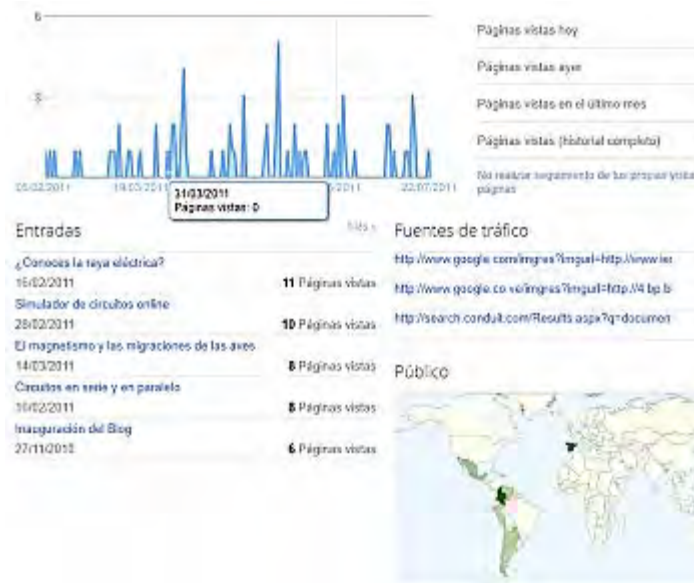 6
3
05/02/2011
19/03/2011
/2011
22/07/2011
31/03/2011
Páginas vistas: 0
Páginas vistas hoy
Páginas vistas ayer
Páginas vistas en el último mes
Páginas vistas (historial completo)
No realizar seguimiento de tus propias
páginas
Entradas
Más »
¿Conoces la raya eléctrica?
16/02/2011
11 Páginas vistas
Simulador de circuitos online
28/02/2011
10 Páginas vistas
El magnetismo y las migraciones de las aves
14/03/2011
8 Páginas vistas
Circuitos en serie y en paralelo
16/02/2011
8 Páginas vistas
Inauguración del Blog
27/11/2010
6 Páginas vistas
Fuentes de tráfico
http://www.google.com/imgres?imgurl=http://www.
http://www.google.co.ve/imgres?imgurl=http://4.bp.b
http://search.conduit.com/Results.aspx?q=documen
Público